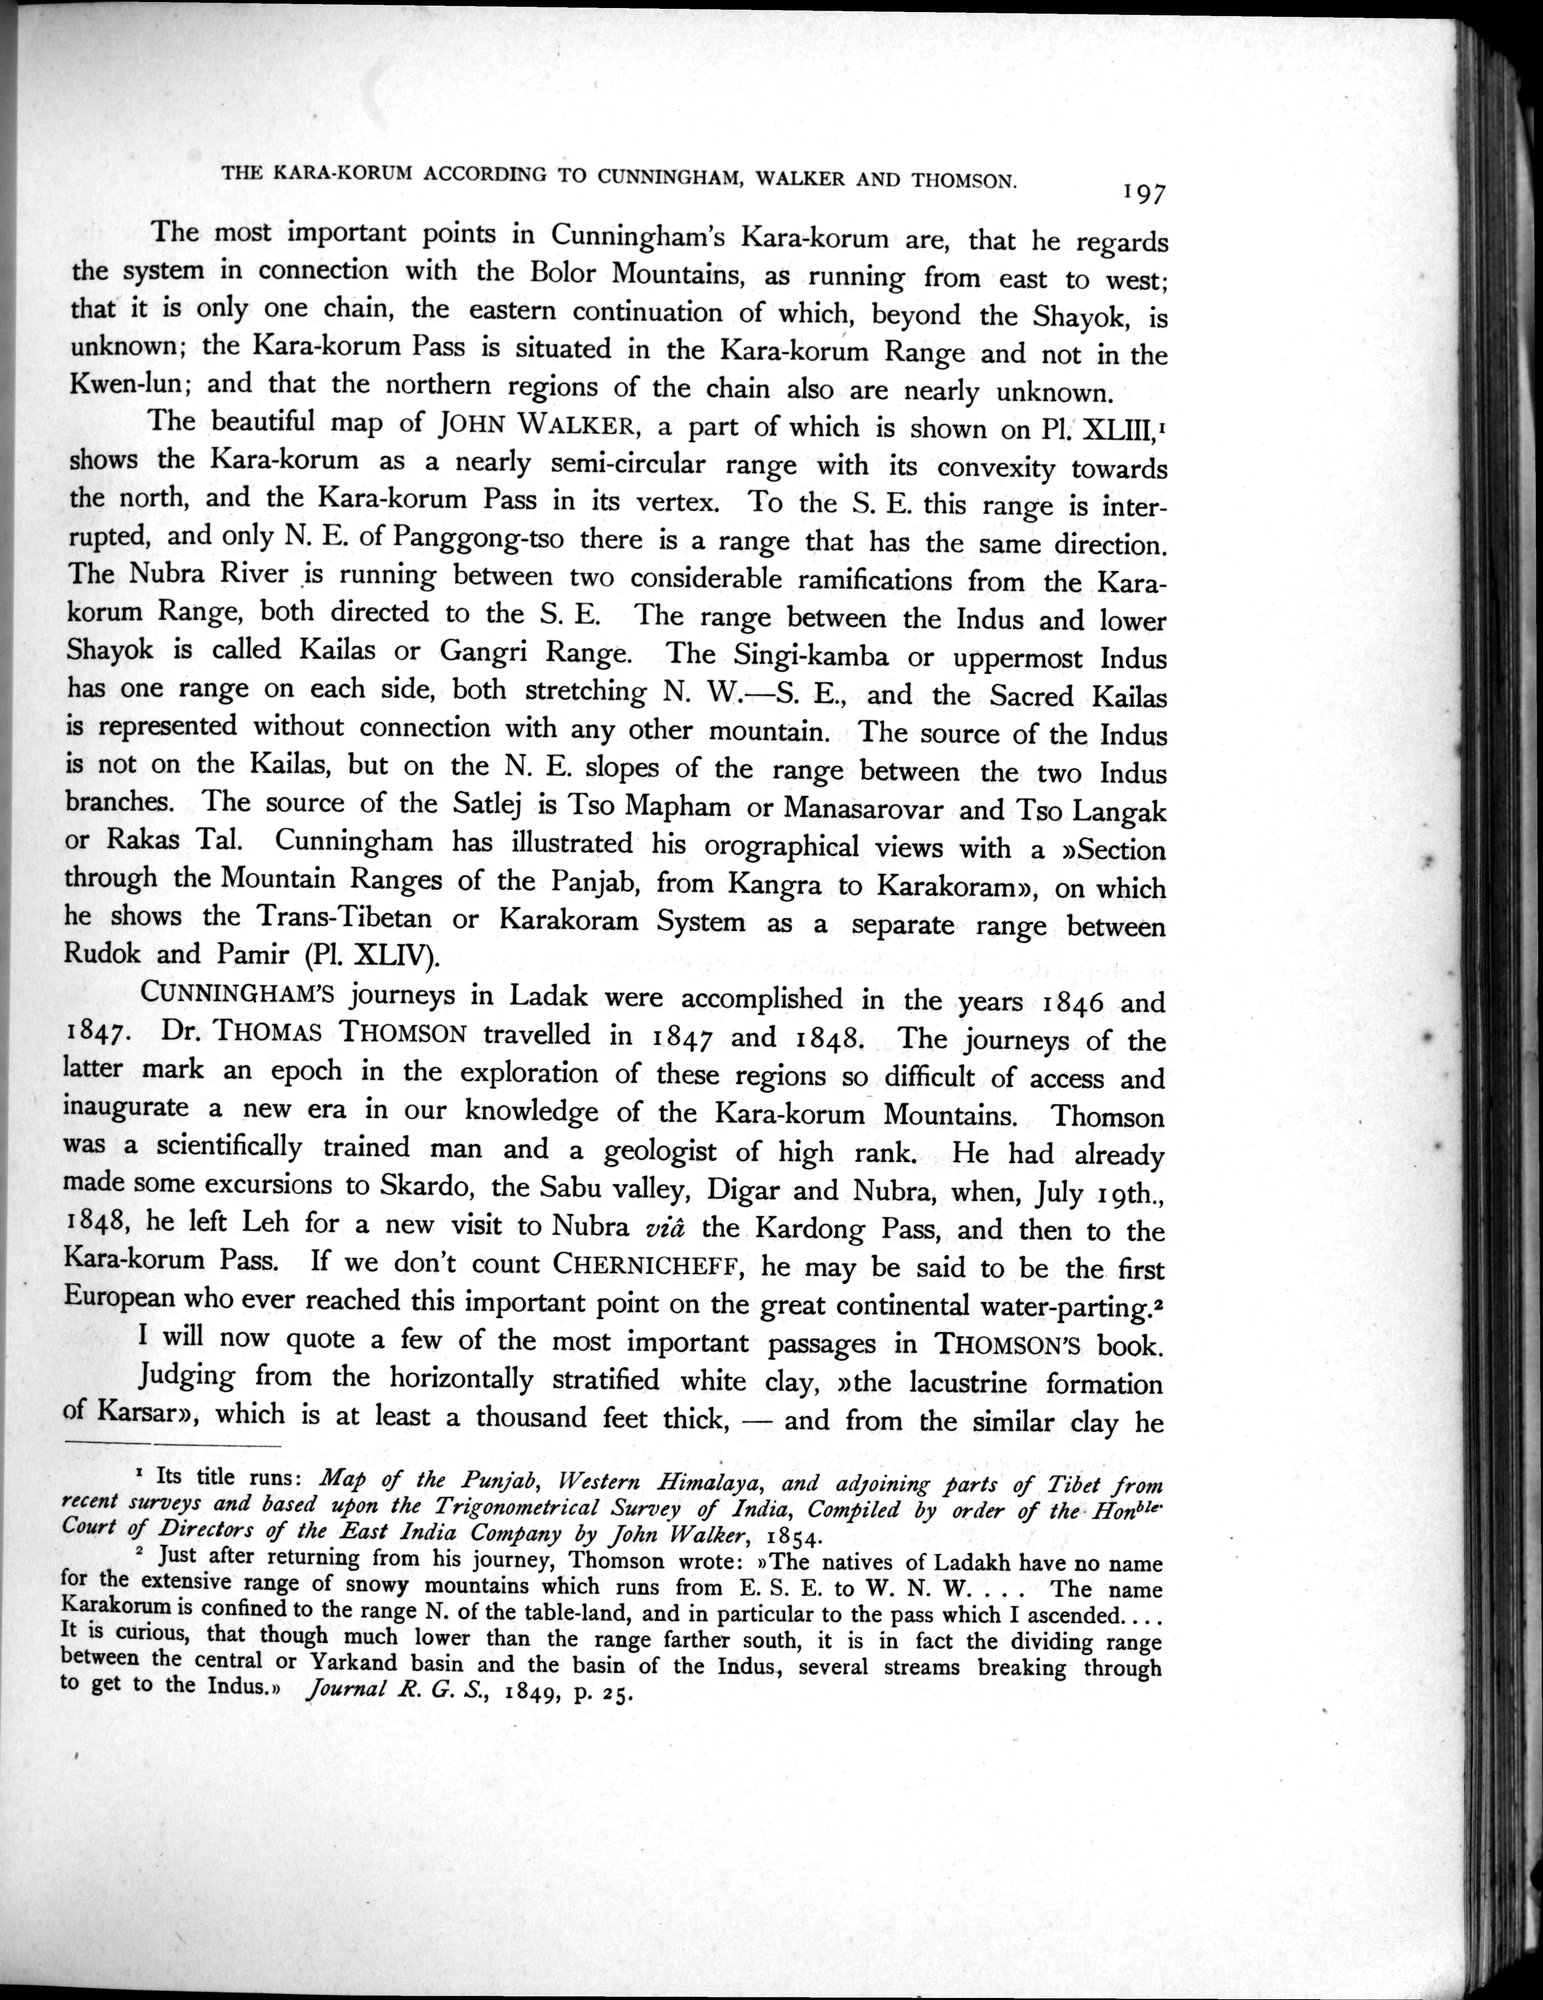 THE KARA-KORUM ACCORDING TO CUNNINGHAM, WALKER AND THOMSON. 197
The most important points in Cunningham's Kara-korum are, that he regards
the system in connection with the Bolor Mountains, as running from east to west;
that it is only one chain, the eastern continuation of which, beyond the Shayok, is
unknown; the Kara-korum Pass is situated in the Kara-korum Range and not in the
Kwen-lun; and that the northern regions of the chain also are nearly unknown.
The beautiful map of JOHN WALKER, a part of which is shown on Pl. XLIII,¹
shows the Kara-korum as a nearly semi-circular range with its convexity towards
the north, and the Kara-korum Pass in its vertex. To the S. E. this range is inter-
rupted, and only N. E. of Panggong-tso there is a range that has the same direction.
The Nubra River is running between two considerable ramifications from the Kara-
korum Range, both directed to the S. E. The range between the Indus and lower
Shayok is called Kailas or Gangri Range. The Singi-kamba or uppermost Indus
has one range on each side, both stretching N. W.—S. E., and the Sacred Kailas
is represented without connection with any other mountain. The source of the Indus
is not on the Kailas, but on the N. E. slopes of the range between the two Indus
branches. The source of the Satlej is Tso Mapham or Manasarovar and Tso Langak
or Rakas Tal. Cunningham has illustrated his orographical views with a »Section
through the Mountain Ranges of the Panjab, from Kangra to Karakoram», on which
he shows the Trans-Tibetan or Karakoram System as a separate range between
Rudok and Pamir (Pl. XLIV).
CUNNINGHAM'S journeys in Ladak were accomplished in the years 1846 and
1847. Dr. THOMAS THOMSON travelled in 1847 and 1848. The journeys of the
latter mark an epoch in the exploration of these regions so difficult of access and
inaugurate a new era in our knowledge of the Kara-korum Mountains. Thomson
was a scientifically trained man and a geologist of high rank. He had already
made some excursions to Skardo, the Sabu valley, Digar and Nubra, when, July 19th.,
1848, he left Leh for a new visit to Nubra viâ the Kardong Pass, and then to the
Kara-korum Pass. If we don't count CHERNICHEFF, he may be said to be the first
European who ever reached this important point on the great continental water-parting.²
I will now quote a few of the most important passages in THOMSON'S book.
Judging from the horizontally stratified white clay, »the lacustrine formation
of Karsar», which is at least a thousand feet thick, — and from the similar clay he
¹ Its title runs: Map of the Punjab, Western Himalaya, and adjoining parts of Tibet from
recent surveys and based upon the Trigonometrical Survey of India, Compiled by order of the Honble.
Court of Directors of the East India Company by John Walker, 1854.
² Just after returning from his journey, Thomson wrote: »The natives of Ladakh have no name
for the extensive range of snowy mountains which runs from E. S. E. to W. N. W. . . . The name
Karakorum is confined to the range N. of the table-land, and in particular to the pass which I ascended. . . .
It is curious, that though much lower than the range farther south, it is in fact the dividing range
between the central or Yarkand basin and the basin of the Indus, several streams breaking through
to get to the Indus.» Journal R. G. S., 1849, p. 25.